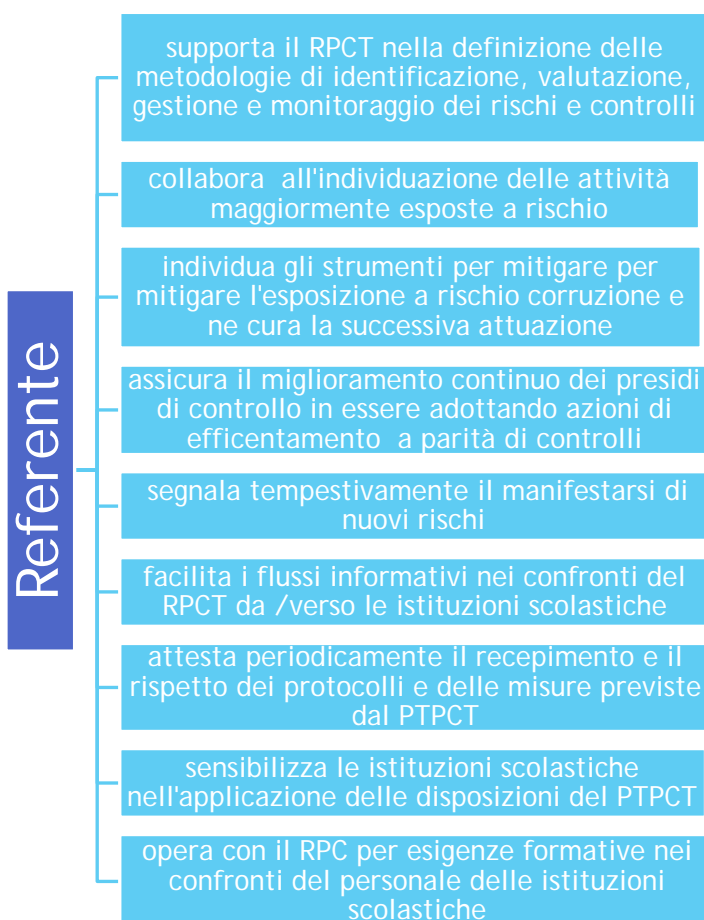 Referente
supporta il RPCT nella definizione delle
metodologie di identificazione, valutazione,
gestione e monitoraggio dei rischi e controlli
collabora all'individuazione delle attività
maggiormente esposte a rischio
individua gli strumenti per mitigare per
mitigare l'esposizione a rischio corruzione e
ne cura la successiva attuazione
assicura il miglioramento continuo dei presidi
di controllo in essere adottando azioni di
efficentamento a parità di controlli
segnala tempestivamente il manifestarsi di
nuovi rischi
facilita i flussi informativi nei confronti del
RPCT da /verso le istituzioni scolastiche
attesta periodicamente il recepimento e il
rispetto dei protocolli e delle misure previste
dal PTPCT
sensibilizza le istituzioni scolastiche
nell'applicazione delle disposizioni del PTPCT
opera con il RPC per esigenze formative nei
confronti del personale delle istituzioni
scolastiche